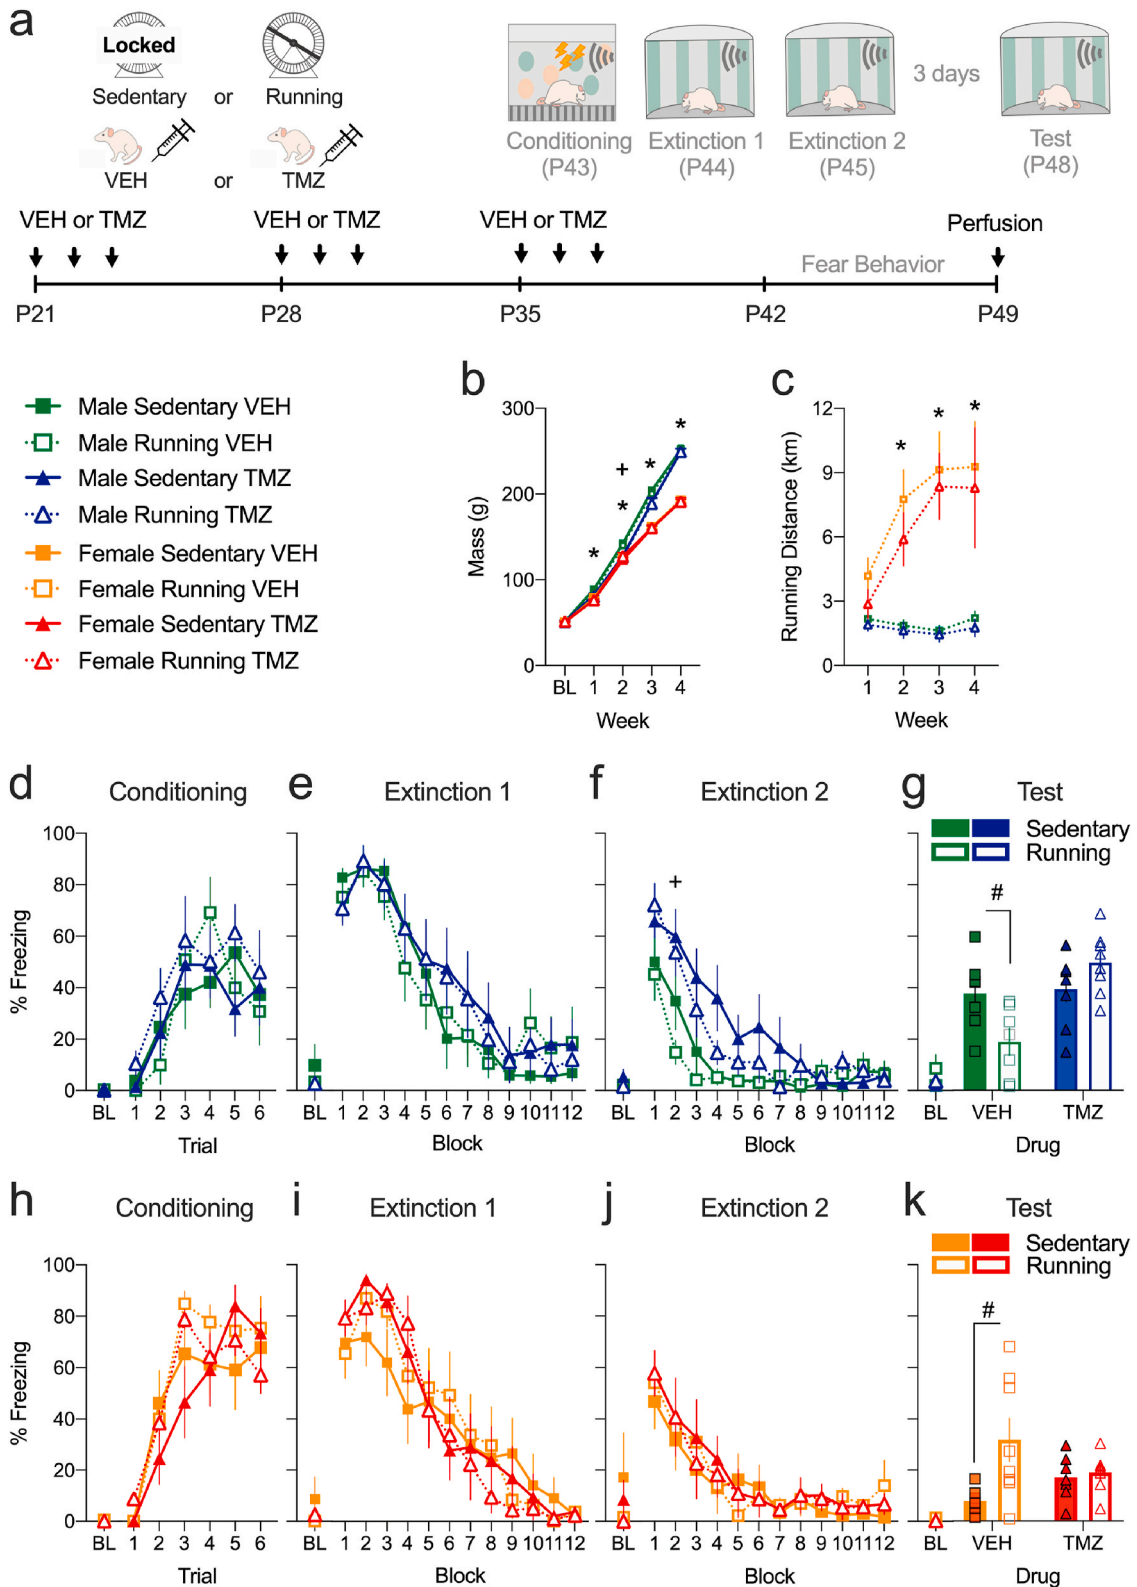 a
Locked
Sedentary or Running
VEH or TMZ
Conditioning
(P43)
Extinction 1
(P44)
Extinction 2
(P45)
3 days
Test
(P48)
VEH or TMZ
VEH or TMZ
VEH or TMZ
Perfusion
Fear Behavior
P21 P28 P35 P42 P49
Male Sedentary VEH
Male Running VEH
Male Sedentary TMZ
Male Running TMZ
Female Sedentary VEH
Female Running VEH
Female Sedentary TMZ
Female Running TMZ
b
Mass (g)
300
200
100
0
*
+
*
*
*
BL 1 2 3 4
Week
c
Running Distance (km)
12
9
6
3
0
* * *
1 2 3 4
Week
d
Conditioning
% Freezing
100
80
60
40
20
0
BL 1 2 3 4 5 6
Trial
e
Extinction 1
BL 1 2 3 4 5 6 7 8 9 10 11 12
Block
f
Extinction 2
+
BL 1 2 3 4 5 6 7 8 9 10 11 12
Block
g
Test
Sedentary
Running
#
BL VEH TMZ
Drug
h
Conditioning
% Freezing
100
80
60
40
20
0
BL 1 2 3 4 5 6
Trial
i
Extinction 1
BL 1 2 3 4 5 6 7 8 9 10 11 12
Block
j
Extinction 2
BL 1 2 3 4 5 6 7 8 9 10 11 12
Block
k
Test
Sedentary
Running
#
BL VEH TMZ
Drug